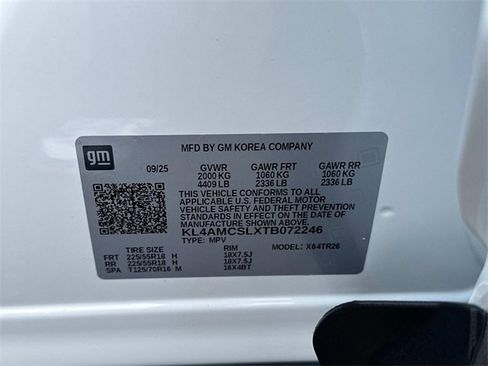 MFD BY GM KOREA COMPANY
gm
09/25 GVWR GAWR FRT GAWR RR
2000 KG 1060 KG 1060 KG
4409 LB 2336 LB 2336 LB
THIS VEHICLE CONFORMS TO ALL
APPLICABLE U.S. FEDERAL MOTOR
VEHICLE SAFETY AND THEFT PREVENTION
STANDARDS IN EFFECT ON THE DATE OF
MANUFACTURE SHOWN ABOVE.
KL4AMCSLXTB072246
TYPE: MPV MODEL: X64TR26
TIRE SIZE RIM
FRT 225/55R18 H 18X7.5J
RR 225/55R18 H 18X7.5J
SPA T125/70R16 M 16X4BT